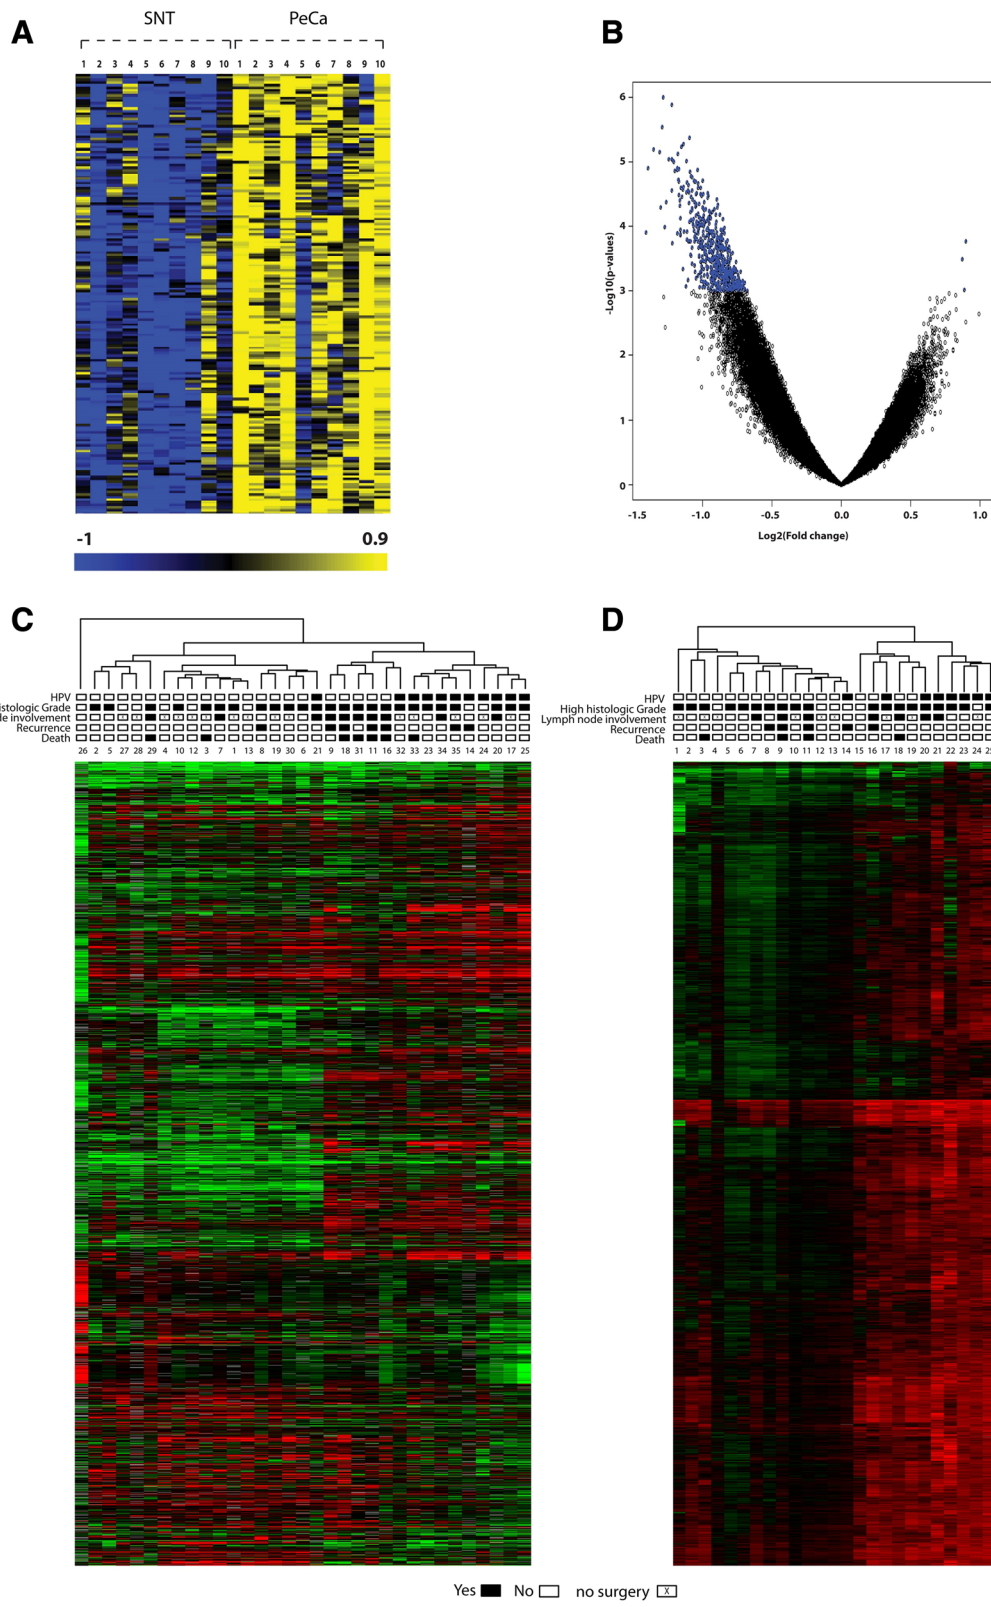 A
SNT PeCa
1 2 3 4 5 6 7 8 9 10 1 2 3 4 5 6 7 8 9 10
-1 0.9
B
-Log10(p-values)
6
5
4
3
2
1
0
-1.5 -1.0 -0.5 0.0 0.5 1.0
Log2(Fold change)
C
HPV
istologic Grade
de involvement
Recurrence
Death
26 2 5 27 28 29 4 10 12 3 7 1 13 8 19 30 6 21 9 18 31 11 16 32 33 23 34 35 14 24 20 17 25
D
HPV
High histologic Grade
Lymph node involvement
Recurrence
Death
1 2 3 4 5 6 7 8 9 10 11 12 13 14 15 16 17 18 19 20 21 22 23 24 25
Yes No no surgery X